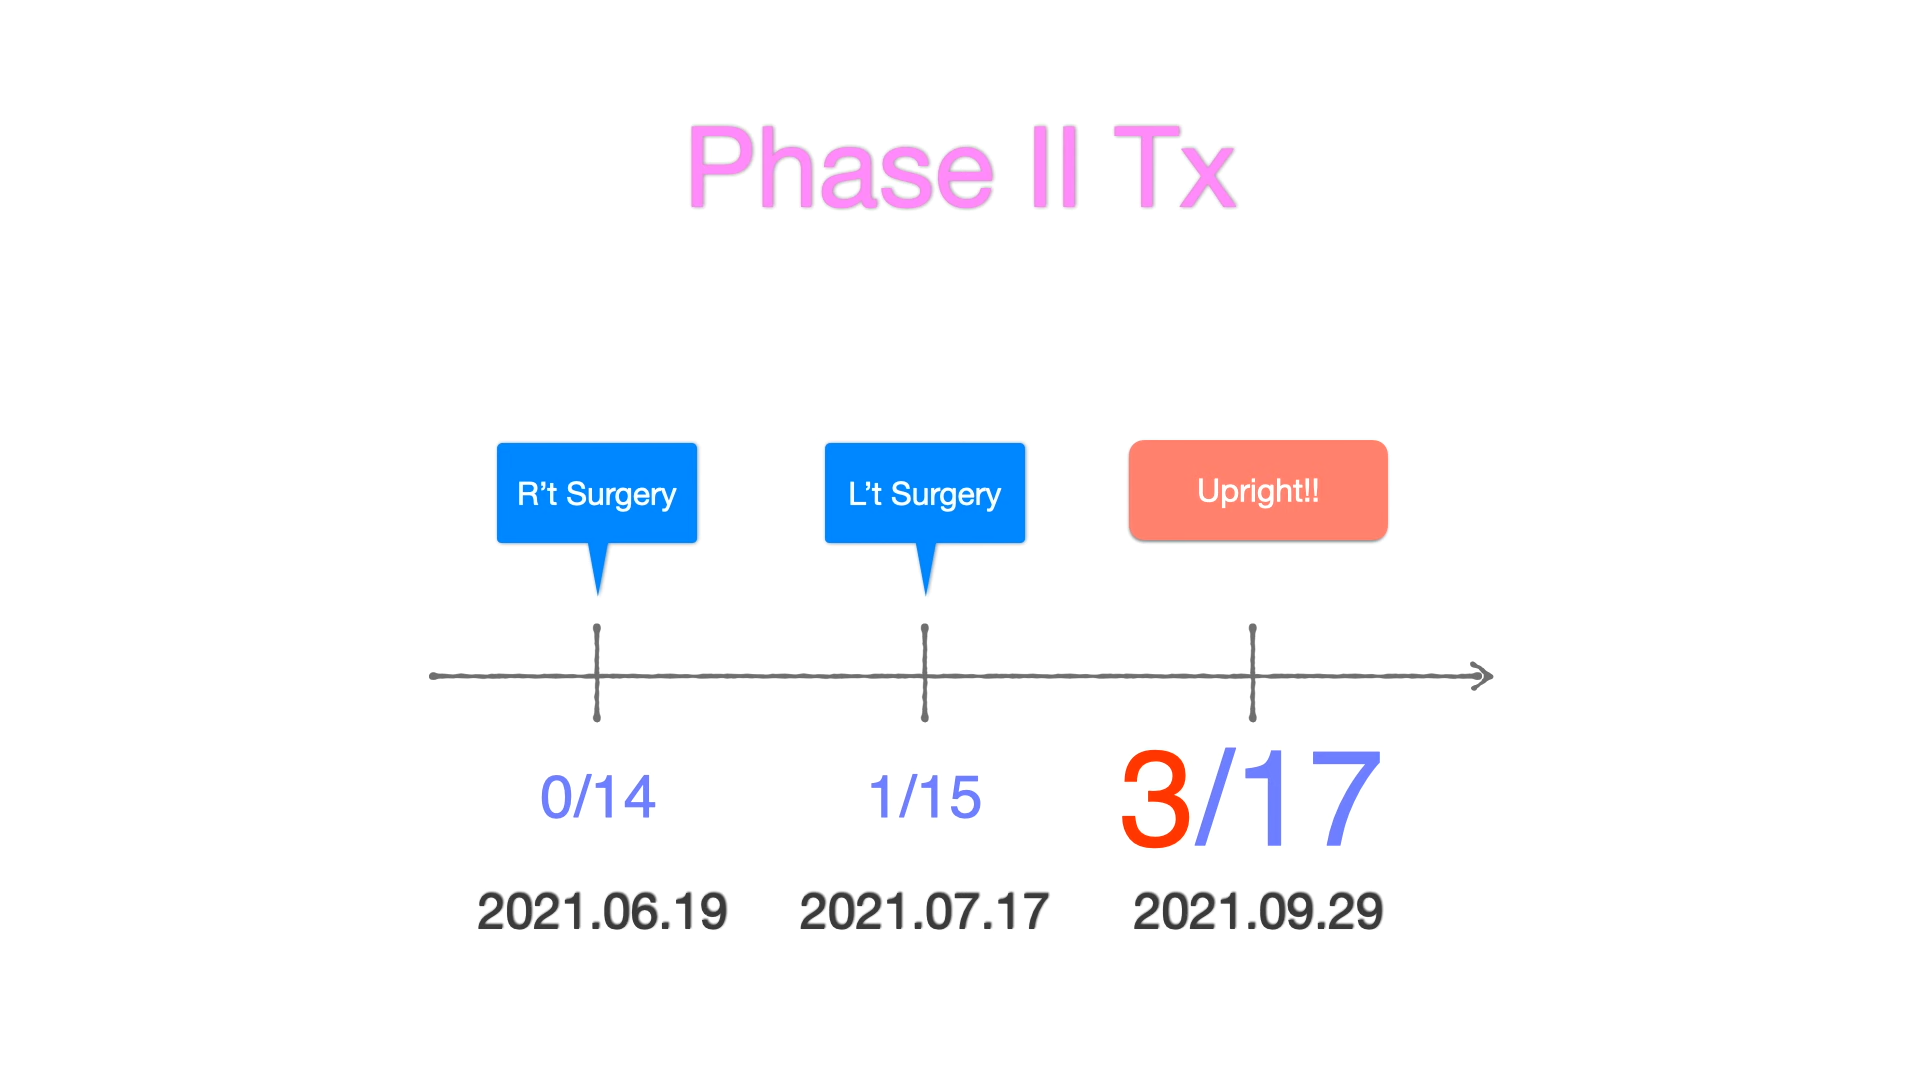 Phase II Tx
R’t Surgery
L’t Surgery
Upright!!
0/14
1/15
3/17
2021.06.19
2021.07.17
2021.09.29